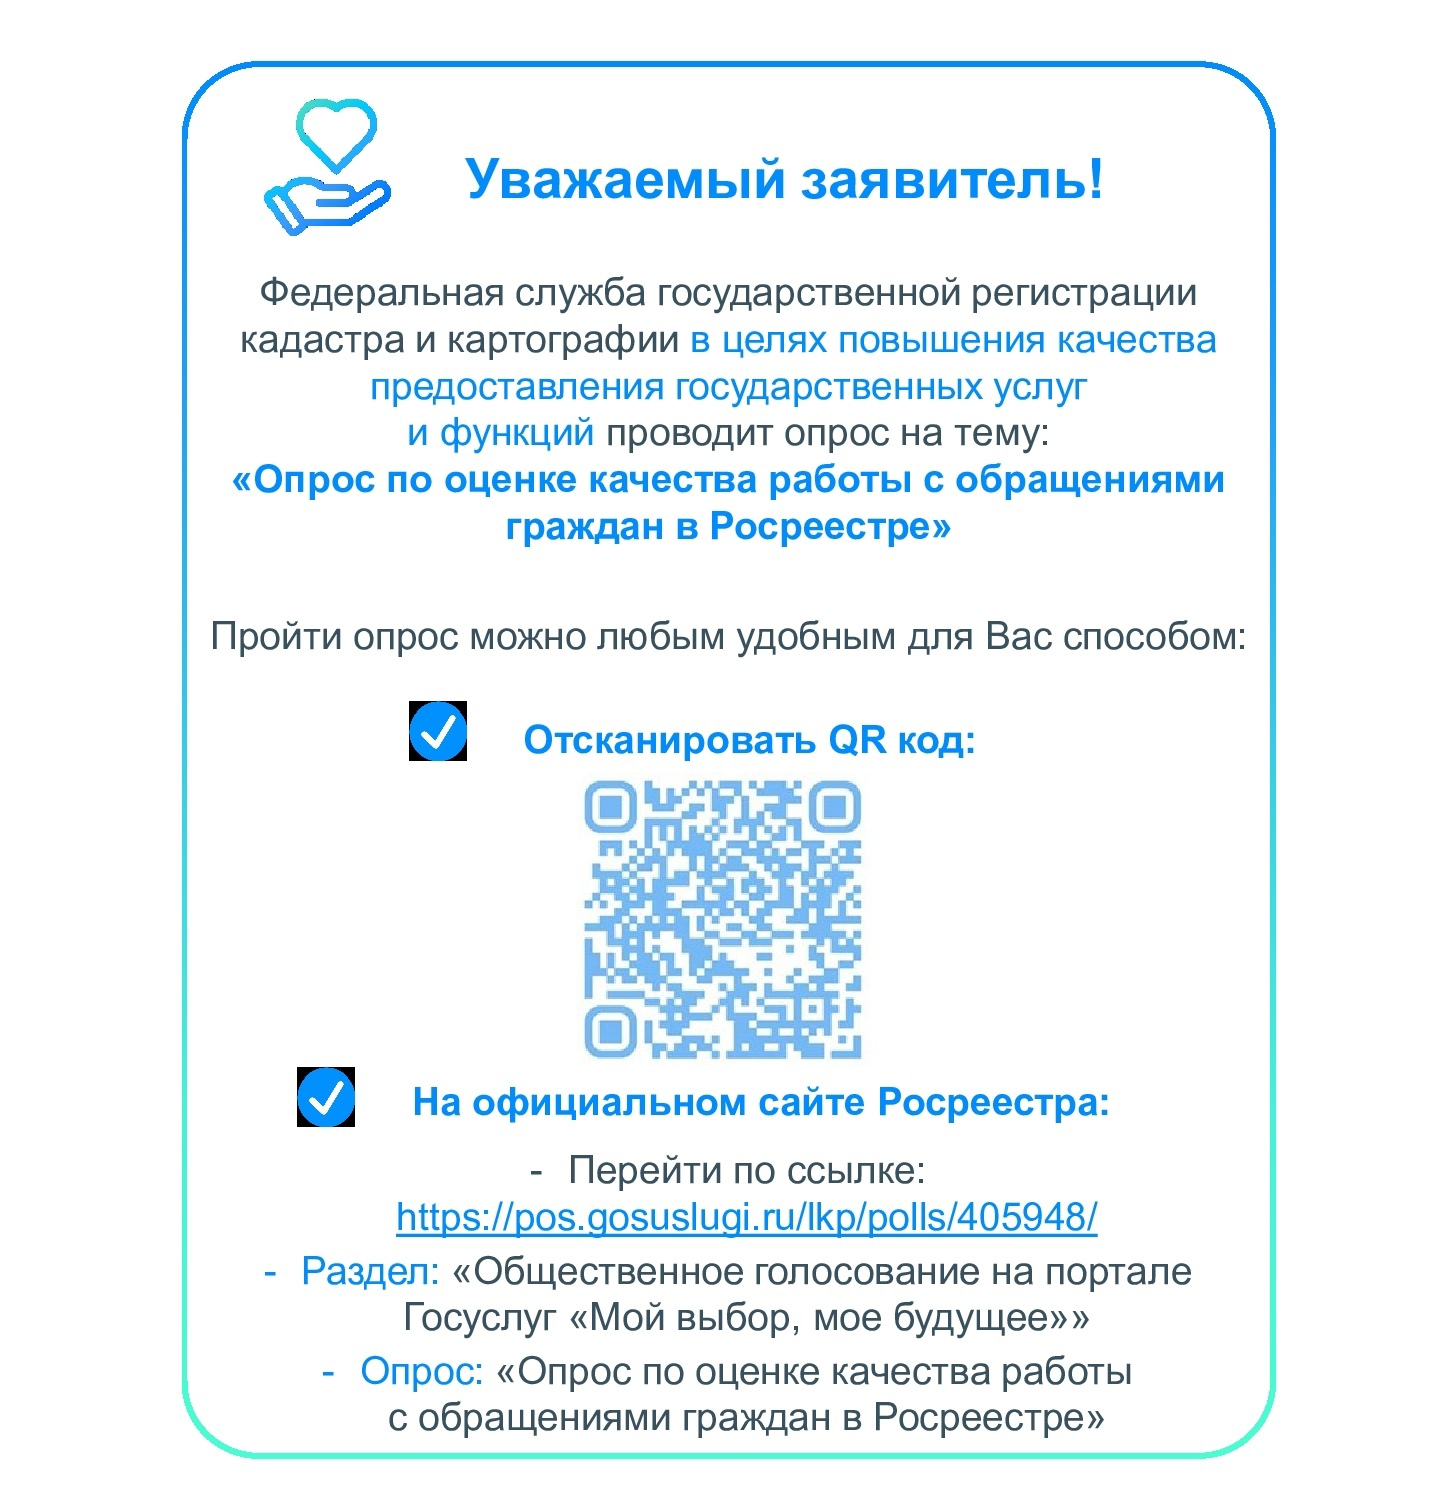 Уважаемый заявитель!
Федеральная служба государственной регистрации
кадастра и картографии в целях повышения качества
предоставления государственных услуг
и функций проводит опрос на тему:
«Опрос по оценке качества работы с обращениями
граждан в Росреестре»
Пройти опрос можно любым удобным для Вас способом:
Отсканировать QR код:
На официальном сайте Росреестра:
- Перейти по ссылке:
https://pos.gosuslugi.ru/lkp/polls/405948/
- Раздел: «Общественное голосование на портале
Госуслуг «Мой выбор, мое будущее»»
- Опрос: «Опрос по оценке качества работы
с обращениями граждан в Росреестре»